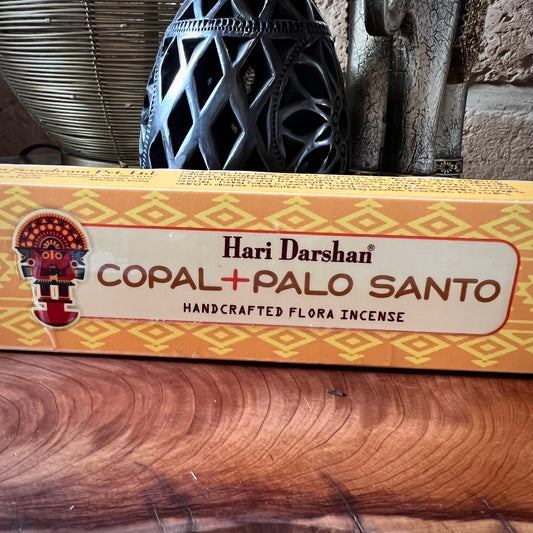 Hari Darshan®
COPAL+PALO SANTO
HANDCRAFTED FLORA INCENSE